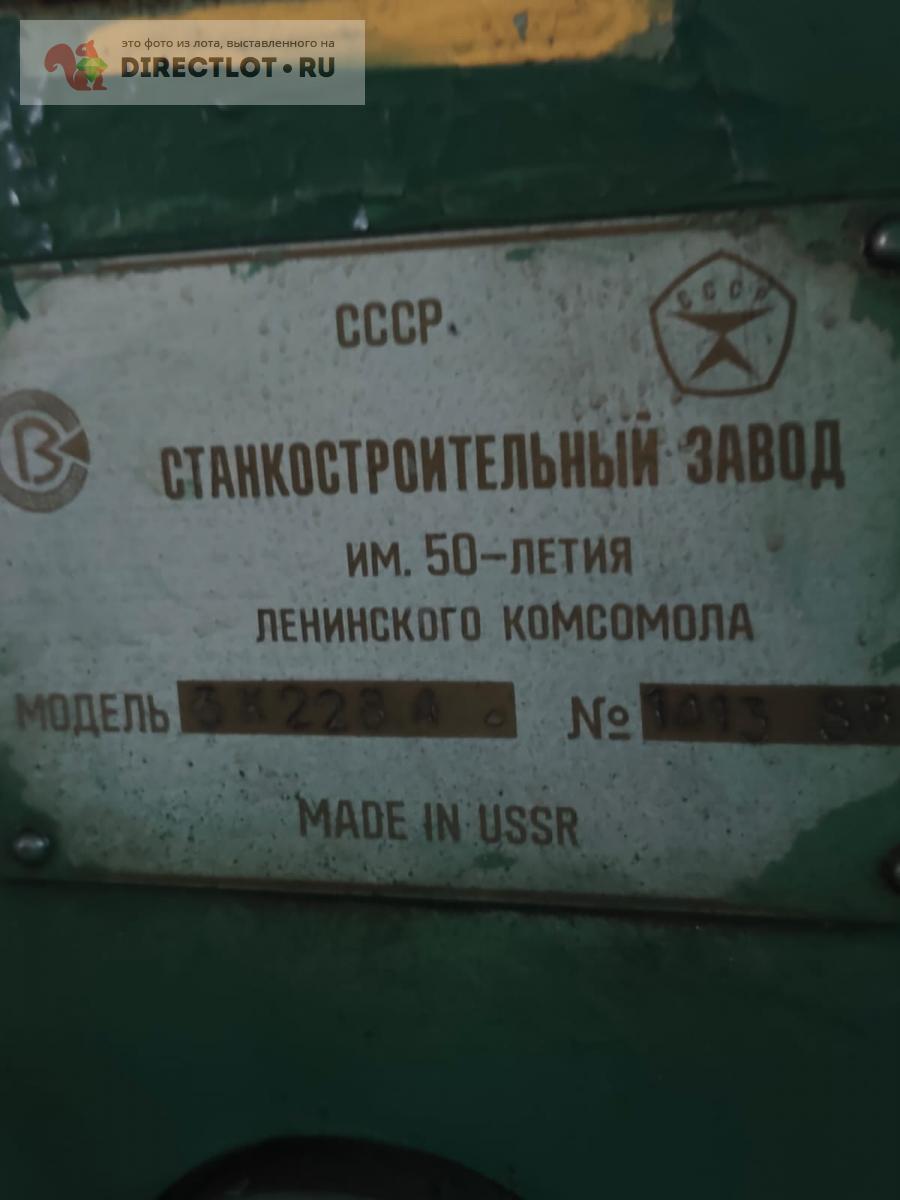 это фото из лота, выставленного на
DIRECTLOT.RU
СССР
СССР
В
СТАНКОСТРОИТЕЛЬНЫЙ ЗАВОД
ИМ. 50-ЛЕТИЯ
ЛЕНИНСКОГО КОМСОМОЛА
МОДЕЛЬ 3К228А № 1413
MADE IN USSR